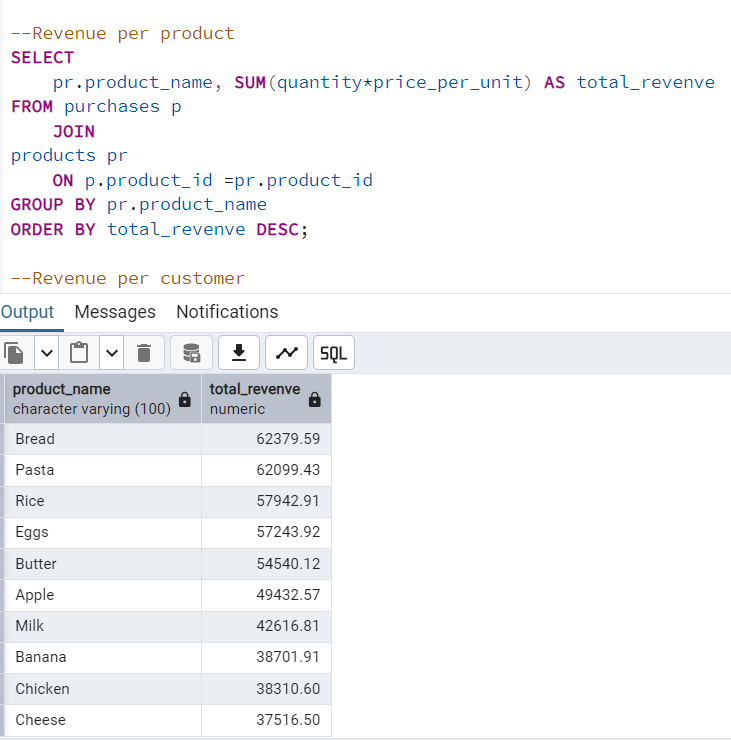 --Revenue per product
SELECT
pr.product_name, SUM(quantity*price_per_unit) AS total_revenve
FROM purchases p
JOIN
products pr
ON p.product_id =pr.product_id
GROUP BY pr.product_name
ORDER BY total_revenve DESC;
--Revenue per customer
Output Messages Notifications
SQL
product_name total_revenve
character varying (100) numeric
Bread 62379.59
Pasta 62099.43
Rice 57942.91
Eggs 57243.92
Butter 54540.12
Apple 49432.57
Milk 42616.81
Banana 38701.91
Chicken 38310.60
Cheese 37516.50